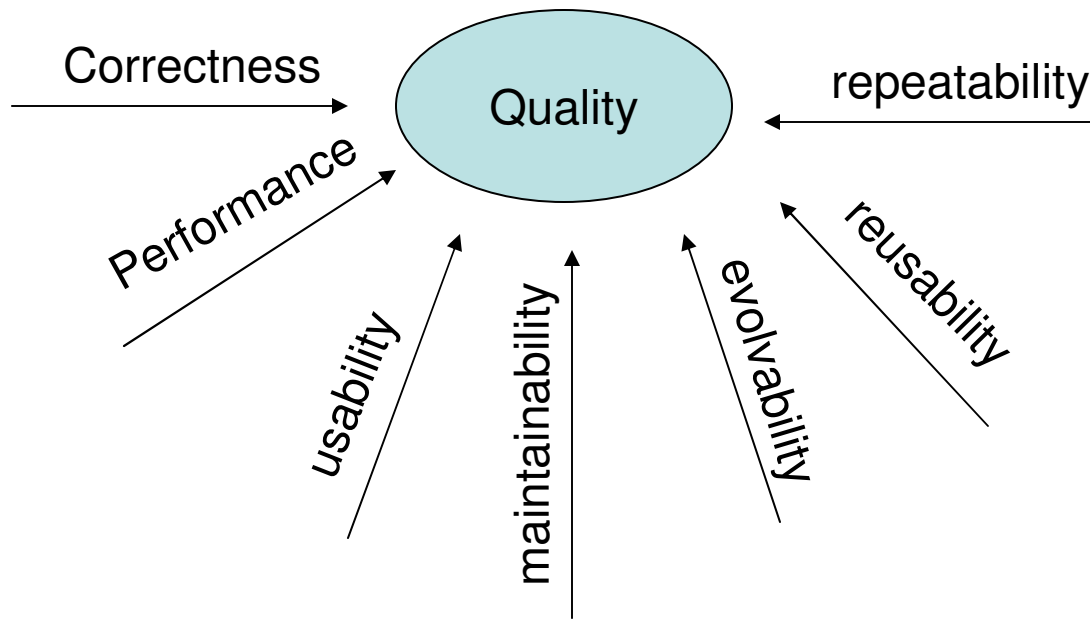 Correctness
Quality
repeatability
Performance
usability
maintainability
evolvability
reusability